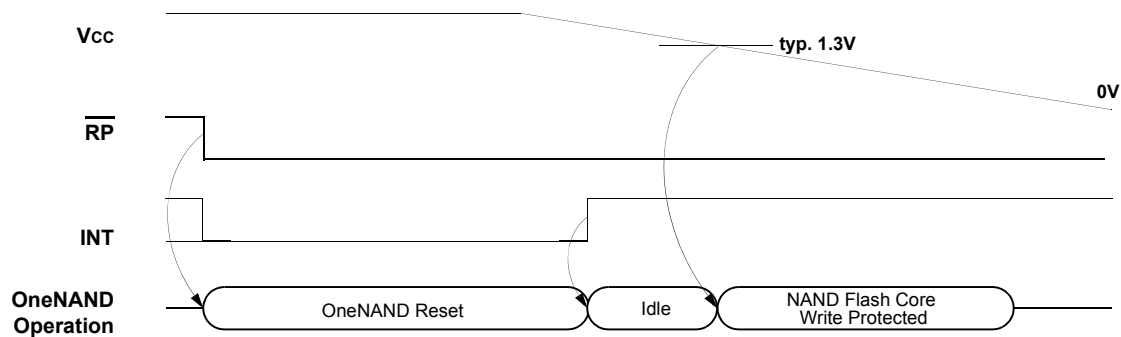 Vcc
typ. 1.3V
0V
RP
INT
OneNAND
Operation
OneNAND Reset
Idle
NAND Flash Core
Write Protected